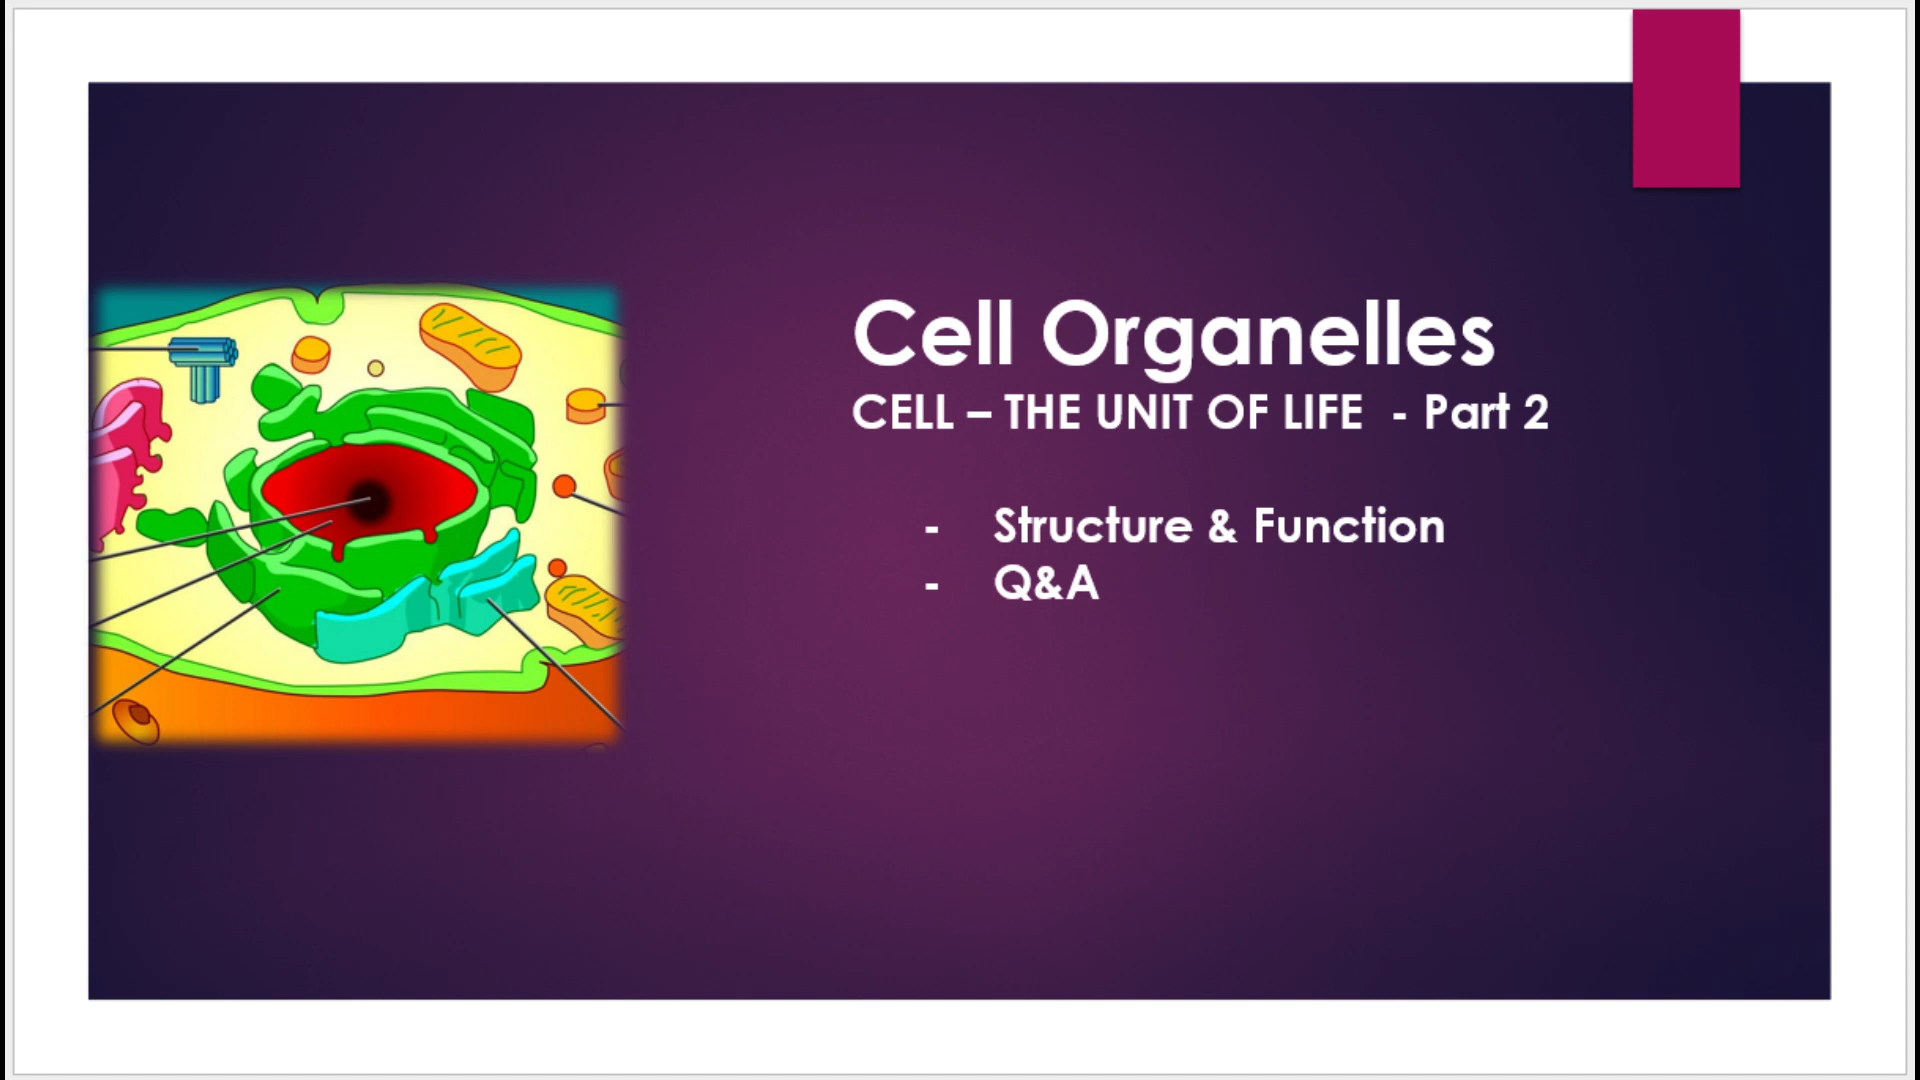 Cell Organelles
CELL – THE UNIT OF LIFE - Part 2
- Structure & Function
- Q&A